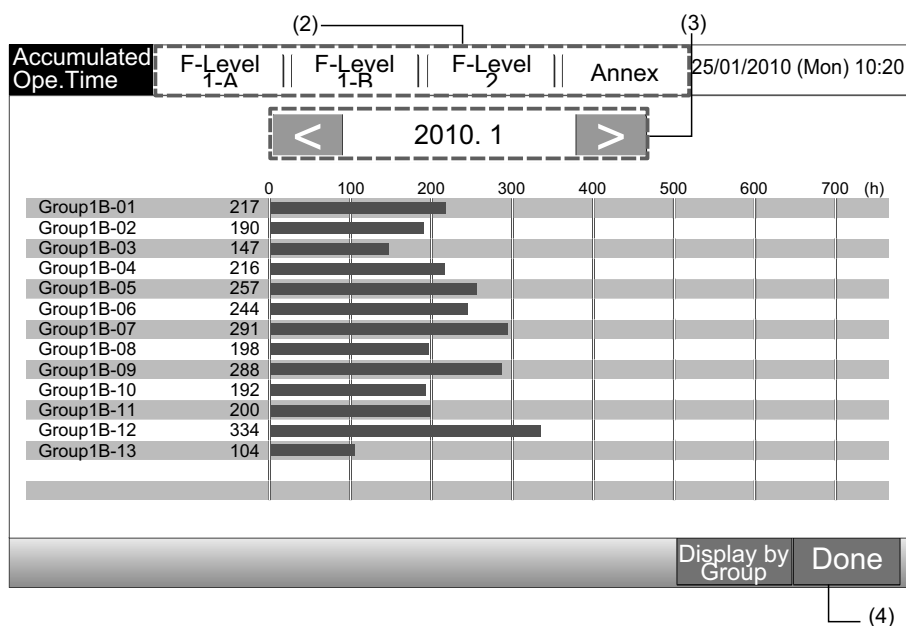 (2)
(3)
Accumulated
Ope.Time
F-Level
1-A
F-Level
1-B
F-Level
2
Annex
25/01/2010 (Mon) 10:20
< 2010. 1 >
0 100 200 300 400 500 600 700 (h)
Group1B-01 217
Group1B-02 190
Group1B-03 147
Group1B-04 216
Group1B-05 257
Group1B-06 244
Group1B-07 291
Group1B-08 198
Group1B-09 288
Group1B-10 192
Group1B-11 200
Group1B-12 334
Group1B-13 104
Display by
Group
Done
(4)